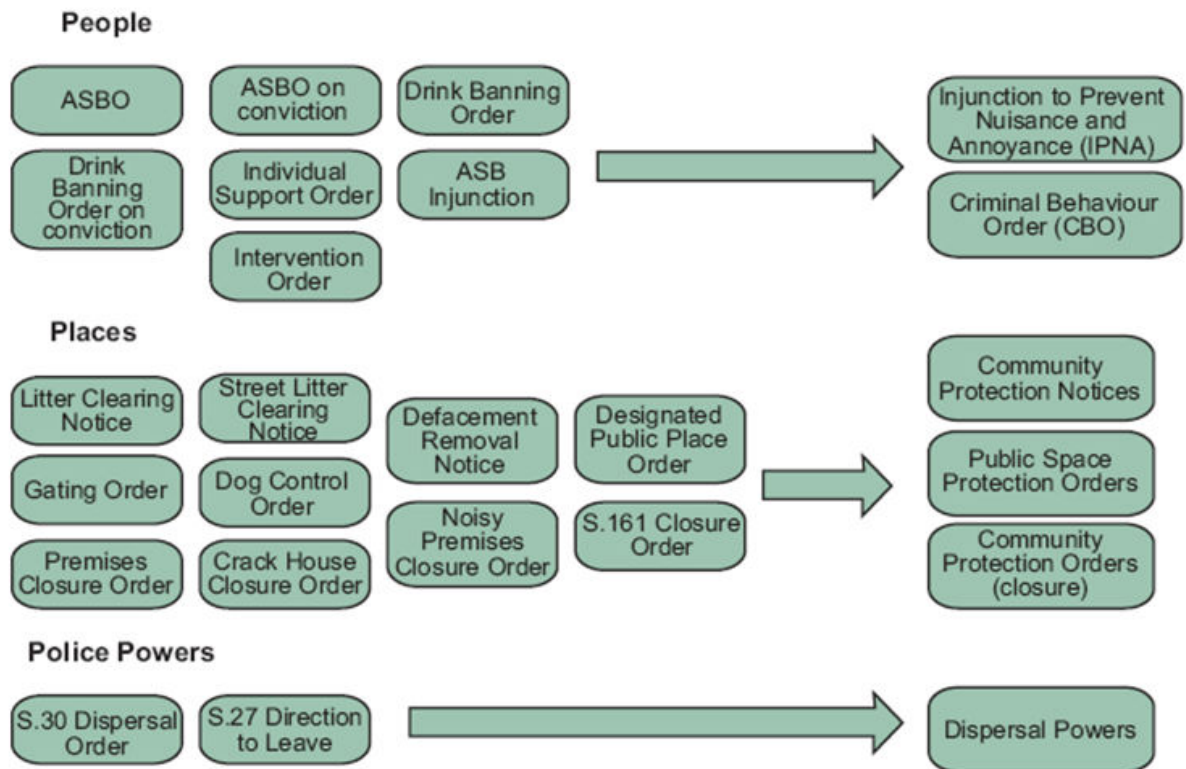 People
ASBO
ASBO on
conviction
Drink Banning
Order
Drink
Banning
Order on
conviction
Individual
Support Order
ASB
Injunction
Intervention
Order
Injunction to Prevent
Nuisance and
Annoyance (IPNA)
Criminal Behaviour
Order (CBO)
Places
Litter Clearing
Notice
Street Litter
Clearing
Notice
Defacement
Removal
Notice
Designated
Public Place
Order
Gating Order
Dog Control
Order
Premises
Closure Order
Crack House
Closure Order
Noisy
Premises
Closure Order
S.161 Closure
Order
Community
Protection Notices
Public Space
Protection Orders
Community
Protection Orders
(closure)
Police Powers
S.30 Dispersal
Order
S.27 Direction
to Leave
Dispersal Powers